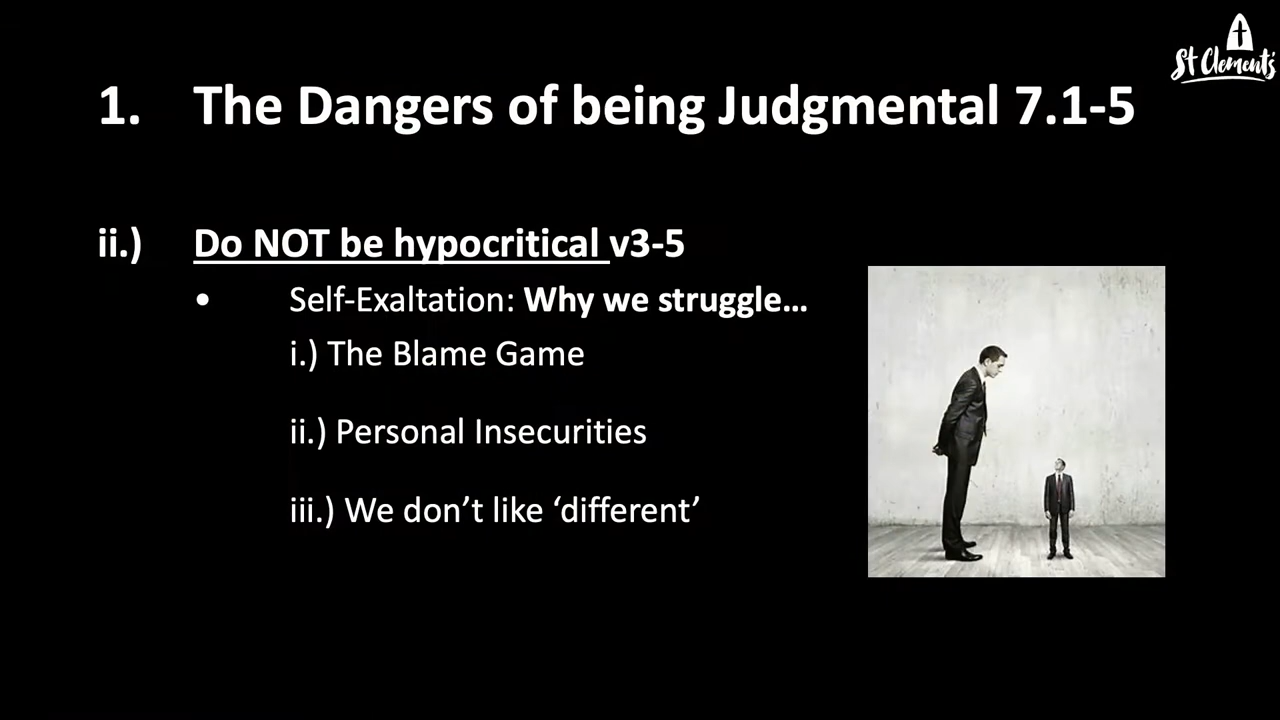 St Clement's
1. The Dangers of being Judgmental 7.1-5
ii.) Do NOT be hypocritical v3-5
• Self-Exaltation: Why we struggle…
i.) The Blame Game
ii.) Personal Insecurities
iii.) We don’t like ‘different’